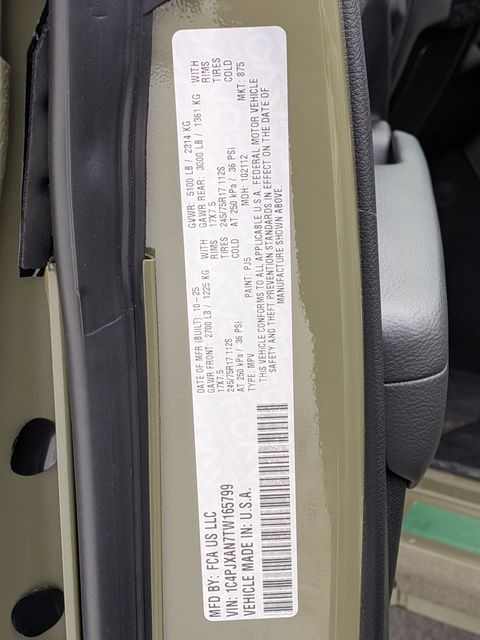 MFD BY: FCA US LLC
VIN: 1C4PJXAN7TW165799
VEHICLE MADE IN: U.S.A.
DATE OF MFR (BUILT): 10-25 GVWR: 5100 LB / 2314 KG
GAWR FRONT: 2700 LB / 1225 KG WITH GAWR REAR: 3000 LB / 1361 KG WITH
17X7.5 RIMS 17X7.5 RIMS
245/75R17 112S TIRES 245/75R17 112S TIRES
AT 250 kPa / 36 PSI COLD AT 250 kPa / 36 PSI COLD
TYPE: MPV PAINT: PJ5 MDH: 102112 MKT: 875
THIS VEHICLE CONFORMS TO ALL APPLICABLE U.S.A. FEDERAL MOTOR VEHICLE
SAFETY AND THEFT PREVENTION STANDARDS IN EFFECT ON THE DATE OF
MANUFACTURE SHOWN ABOVE.